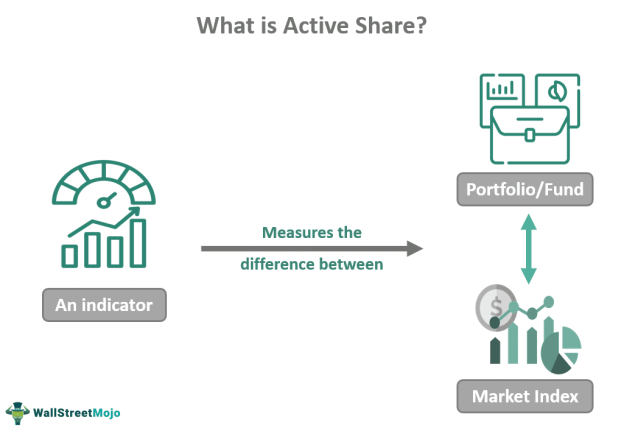 What is Active Share?
Portfolio/Fund
Measures the
difference between
An indicator
$
Market Index
WallStreetMojo